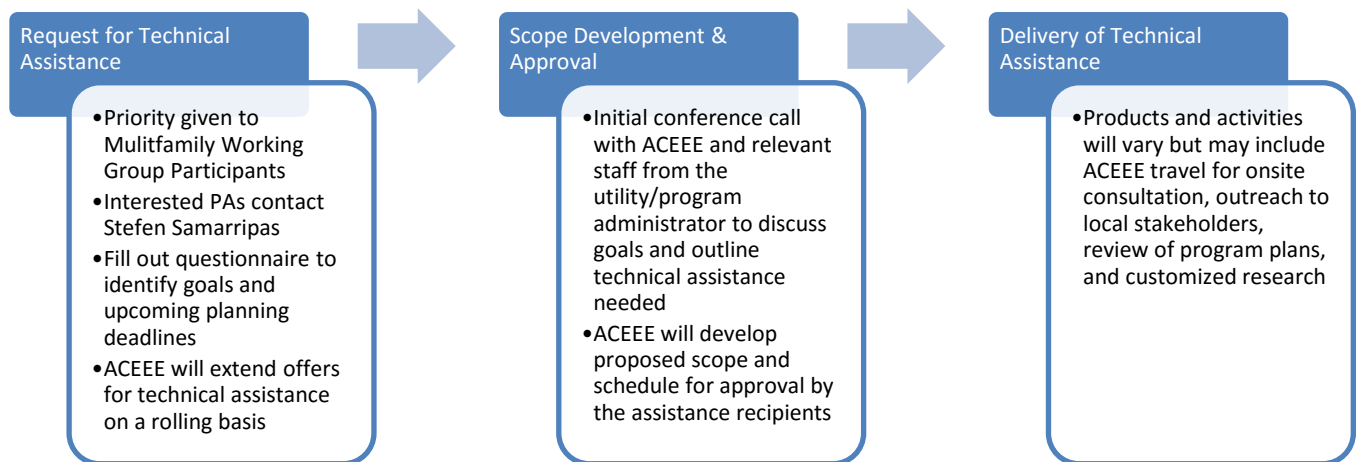 Request for Technical
Assistance
•Priority given to
Mulitfamily Working
Group Participants
•Interested PAs contact
Stefen Samarripas
•Fill out questionnaire to
identify goals and
upcoming planning
deadlines
•ACEEE will extend offers
for technical assistance
on a rolling basis
Scope Development &
Approval
•Initial conference call
with ACEEE and relevant
staff from the
utility/program
administrator to discuss
goals and outline
technical assistance
needed
•ACEEE will develop
proposed scope and
schedule for approval by
the assistance recipients
Delivery of Technical
Assistance
•Products and activities
will vary but may include
ACEEE travel for onsite
consultation, outreach to
local stakeholders,
review of program plans,
and customized research